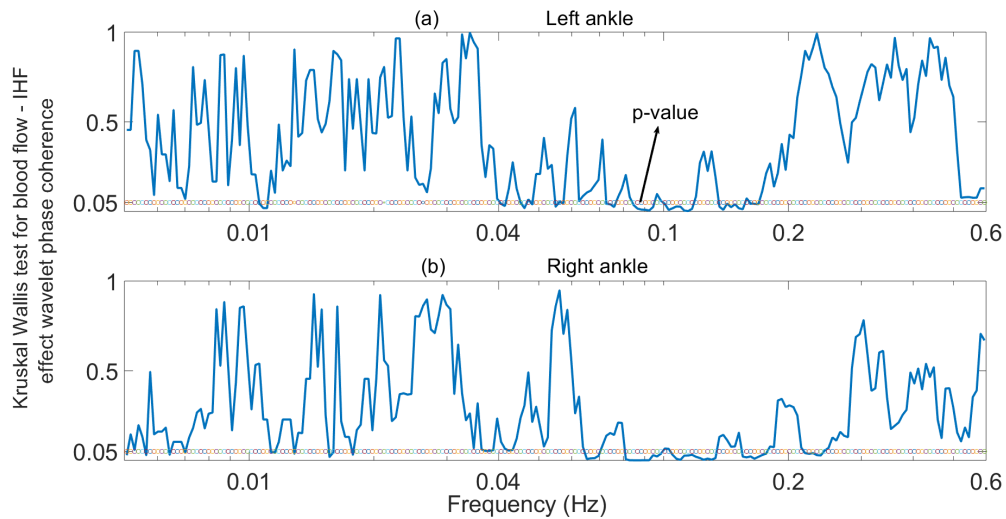 (a) Left ankle
Kruskal Wallis test for blood flow - IHF
effect wavelet phase coherence
1
0.5
0.05
p-value
0.01 0.04 0.1 0.2 0.6
(b) Right ankle
1
0.5
0.05
0.01 0.04 0.2 0.6
Frequency (Hz)